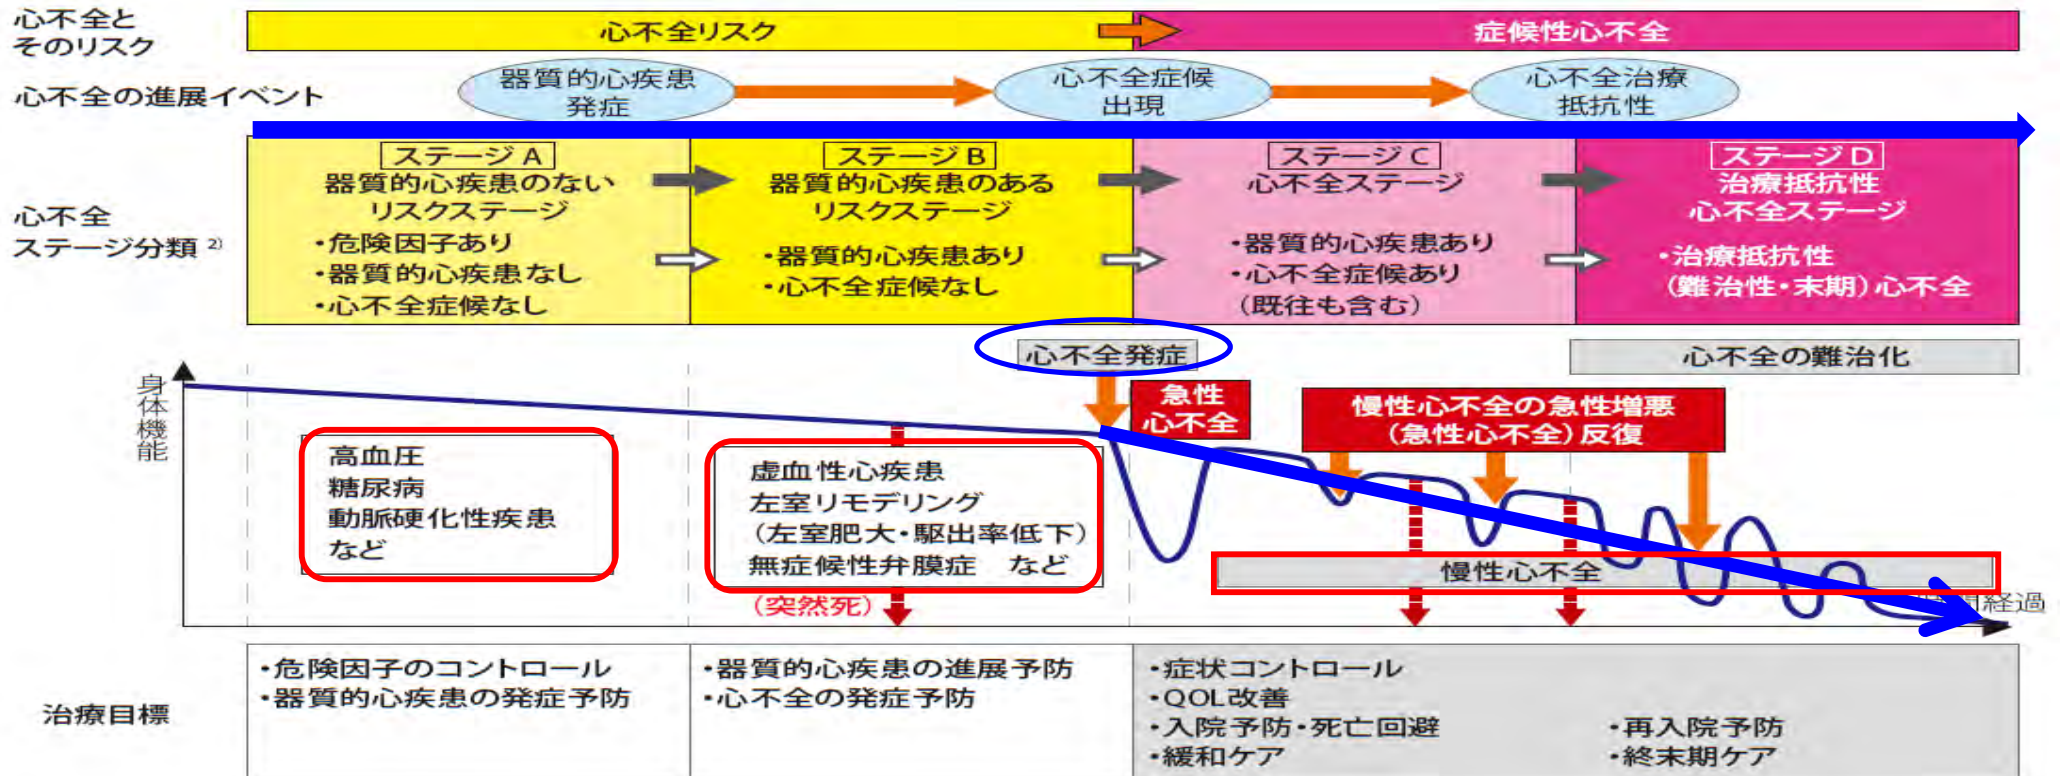 心不全と
そのリスク
心不全リスク
症候性心不全
心不全の進展イベント
器質的心疾患
発症
心不全症候
出現
心不全治療
抵抗性
心不全
ステージ分類 2)
ステージ A
器質的心疾患のない
リスクステージ
・危険因子あり
・器質的心疾患なし
・心不全症候なし
ステージ B
器質的心疾患のある
リスクステージ
・器質的心疾患あり
・心不全症候なし
ステージ C
心不全ステージ
・器質的心疾患あり
・心不全症候あり
(既往も含む)
ステージ D
治療抵抗性
心不全ステージ
・治療抵抗性
(難治性・末期)心不全
心不全発症
心不全の難治化
身体機能
急性
心不全
慢性心不全の急性増悪
(急性心不全)反復
高血圧
糖尿病
動脈硬化性疾患
など
虚血性心疾患
左室リモデリング
(左室肥大・駆出率低下)
無症候性弁膜症 など
(突然死)
慢性心不全
経過
治療目標
・危険因子のコントロール
・器質的心疾患の発症予防
・器質的心疾患の進展予防
・心不全の発症予防
・症状コントロール
・QOL改善
・入院予防・死亡回避
・緩和ケア
・再入院予防
・終末期ケア